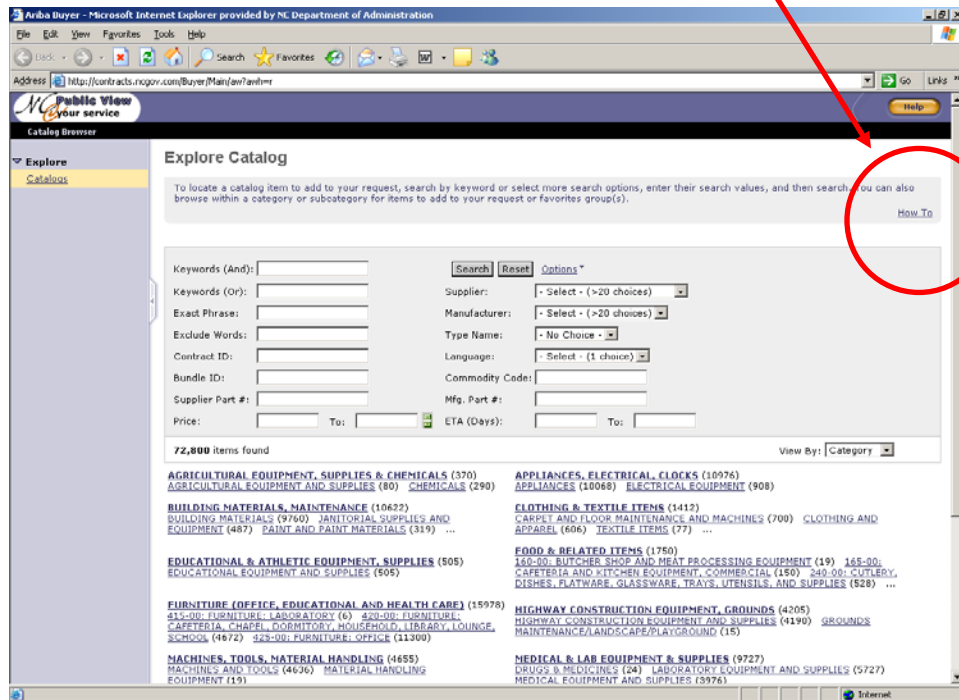 Ariba Buyer - Microsoft Internet Explorer provided by NC Department of Administration
File Edit View Favorites Tools Help
Back Search Favorites
Address http://contracts.ncgov.com/Buyer/Main/aw?awh=r Go Links
NC Public View
@your service
Help
Catalog Browser
Explore
Catalogs
Explore Catalog
To locate a catalog item to add to your request, search by keyword or select more search options, enter their search values, and then search. You can also
browse within a category or subcategory for items to add to your request or favorites group(s).
How To
Keywords (And): Search Reset Options
Keywords (Or): Supplier: - Select - (>20 choices)
Exact Phrase: Manufacturer: - Select - (>20 choices)
Exclude Words: Type Name: - No Choice -
Contract ID: Language: - Select - (1 choice)
Bundle ID: Commodity Code:
Supplier Part #: Mfg. Part #:
Price: To: ETA (Days): To:
72,800 items found View By: Category
AGRICULTURAL EQUIPMENT, SUPPLIES & CHEMICALS (370)
AGRICULTURAL EQUIPMENT AND SUPPLIES (80) CHEMICALS (290)
APPLIANCES, ELECTRICAL, CLOCKS (10976)
APPLIANCES (10068) ELECTRICAL EQUIPMENT (908)
BUILDING MATERIALS, MAINTENANCE (10622)
BUILDING MATERIALS (9760) JANITORIAL SUPPLIES AND
EQUIPMENT (487) PAINT AND PAINT MATERIALS (319) ...
CLOTHING & TEXTILE ITEMS (1412)
CARPET AND FLOOR MAINTENANCE AND MACHINES (700) CLOTHING AND
APPAREL (606) TEXTILE ITEMS (77) ...
EDUCATIONAL & ATHLETIC EQUIPMENT, SUPPLIES (505)
EDUCATIONAL EQUIPMENT AND SUPPLIES (505)
FOOD & RELATED ITEMS (1750)
160-00: BUTCHER SHOP AND MEAT PROCESSING EQUIPMENT (19) 165-00:
CAFETERIA AND KITCHEN EQUIPMENT, COMMERCIAL (150) 240-00: CUTLERY,
DISHES, FLATWARE, GLASSWARE, TRAYS, UTENSILS, AND SUPPLIES (528) ...
FURNITURE (OFFICE, EDUCATIONAL AND HEALTH CARE) (15978)
415-00: FURNITURE: LABORATORY (6) 420-00: FURNITURE:
CAFETERIA, CHAPEL, DORMITORY, HOUSEHOLD, LIBRARY, LOUNGE,
SCHOOL (4672) 425-00: FURNITURE: OFFICE (11300)
HIGHWAY CONSTRUCTION EQUIPMENT, GROUNDS (4205)
HIGHWAY CONSTRUCTION EQUIPMENT AND SUPPLIES (4190) GROUNDS
MAINTENANCE/LANDSCAPE/PLAYGROUND (15)
MACHINES, TOOLS, MATERIAL HANDLING (4655)
MACHINES AND TOOLS (4636) MATERIAL HANDLING
EQUIPMENT (19)
MEDICAL & LAB EQUIPMENT & SUPPLIES (9727)
DRUGS & MEDICINES (24) LABORATORY EQUIPMENT AND SUPPLIES (5727)
MEDICAL EQUIPMENT AND SUPPLIES (3976)
Internet